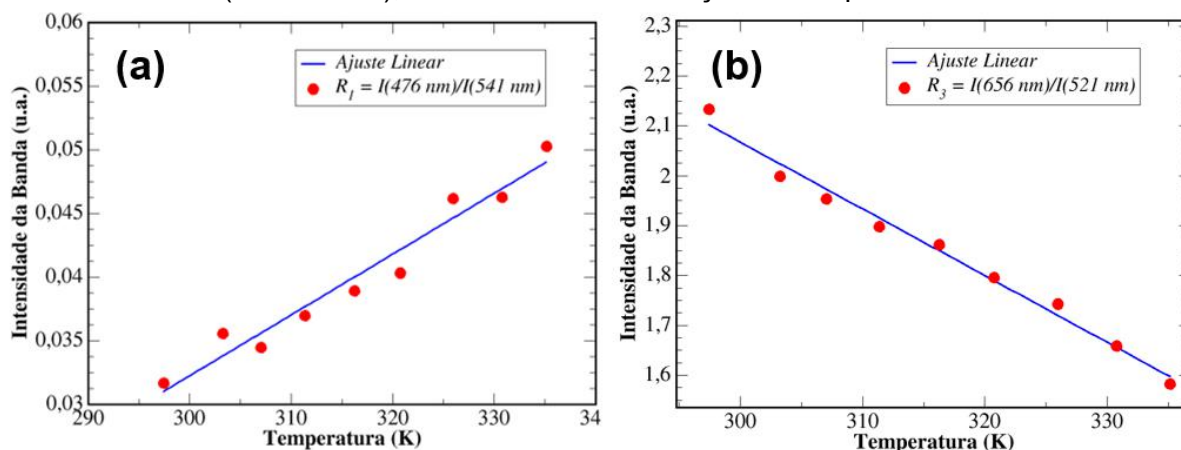 0,06
0,055
0,05
0,045
0,04
0,035
0,03
Intensidade da Banda (u.a.)
(a)
Ajuste Linear
R1 = I(476 nm)/I(541 nm)
290 300 310 320 330 34
Temperatura (K)
2,3
2,2
2,1
2
1,9
1,8
1,7
1,6
Intensidade da Banda (u.a.)
(b)
Ajuste Linear
R3 = I(656 nm)/I(521 nm)
300 310 320 330
Temperatura (K)